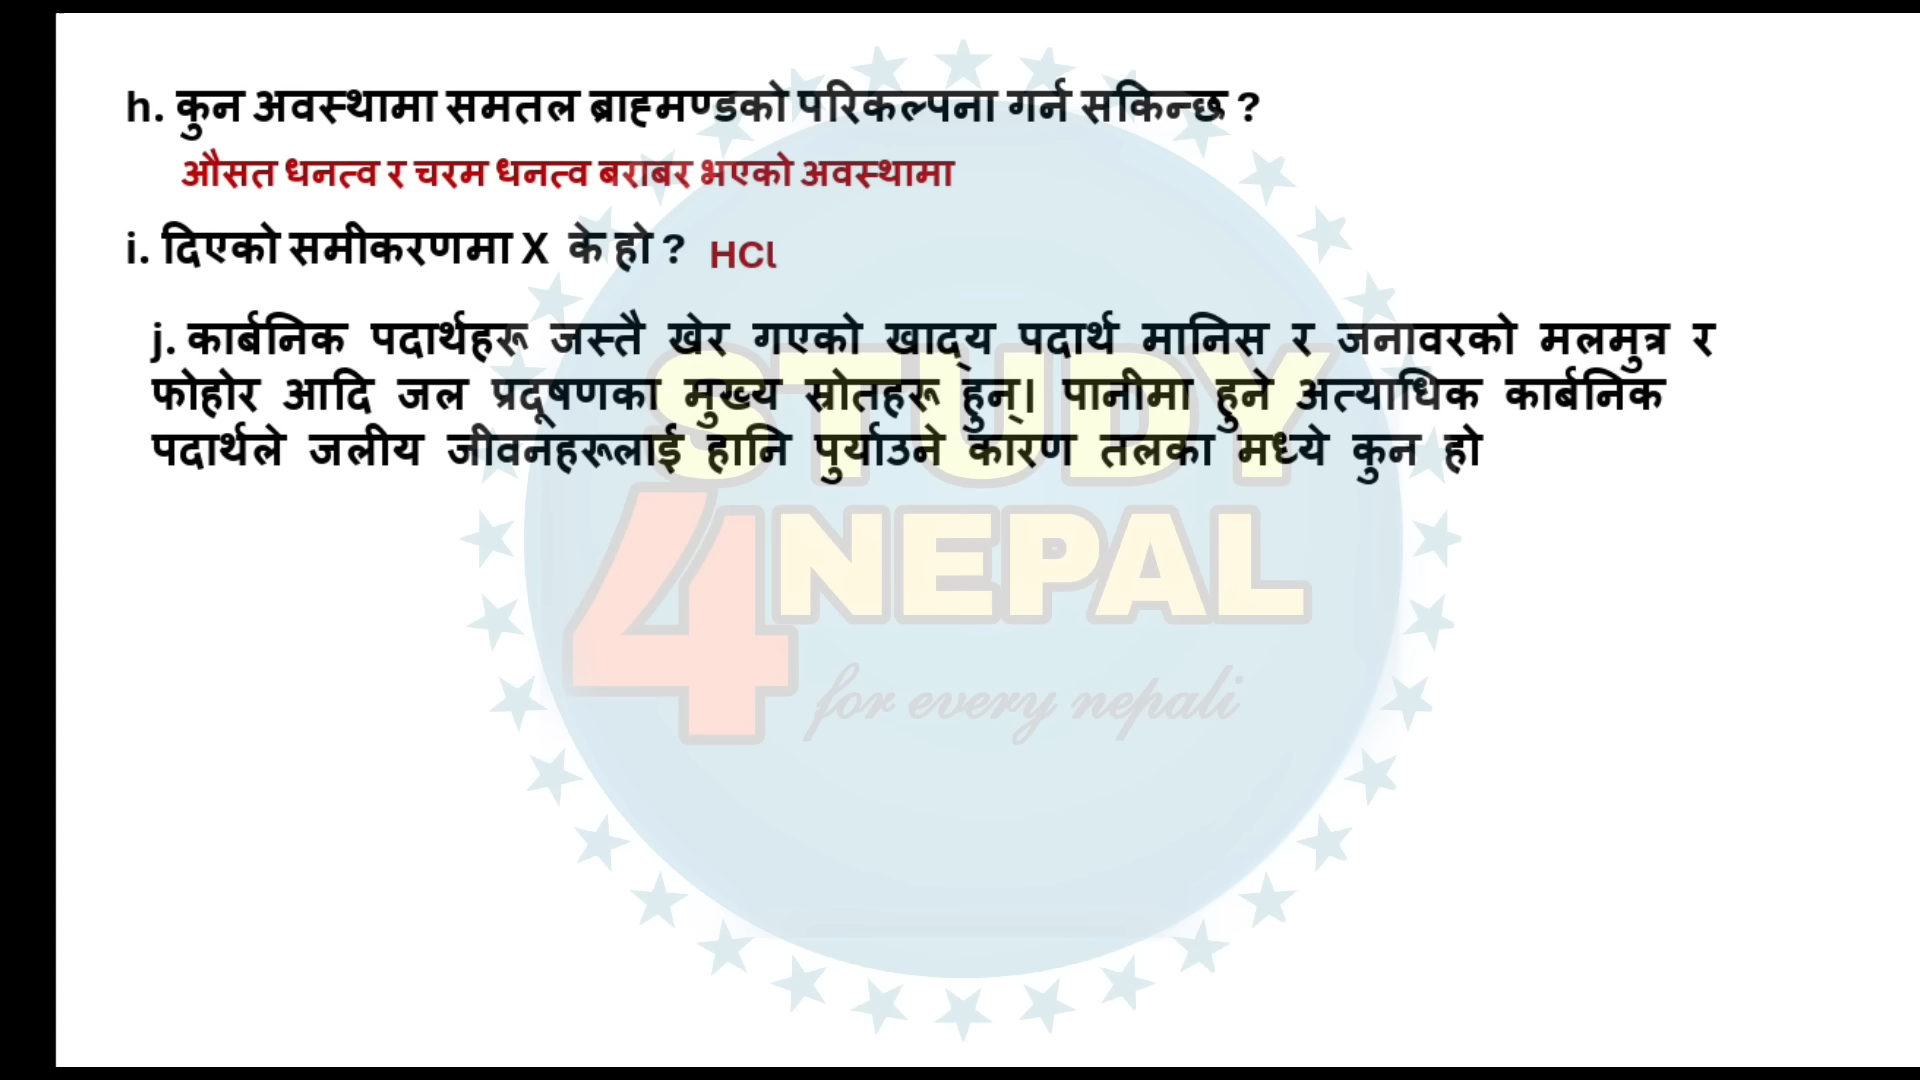 h. कुन अवस्थामा समतल ब्राह्मण्डको परिकल्पना गर्न सकिन्छ ?
औसत धनत्व र चरम धनत्व बराबर भएको अवस्थामा
i. दिएको समीकरणमा X के हो ? HCl
j. कार्बनिक पदार्थहरू जस्तै खेर गएको खाद्य पदार्थ मानिस र जनावरको मलमुत्र र
फोहोर आदि जल प्रदूषणका मुख्य स्रोतहरू हुन्। पानीमा हुने अत्याधिक कार्बनिक
पदार्थले जलीय जीवनहरूलाई हानि पुर्याउने कारण तलका मध्ये कुन हो
STUDY
4 NEPAL
for every nepali